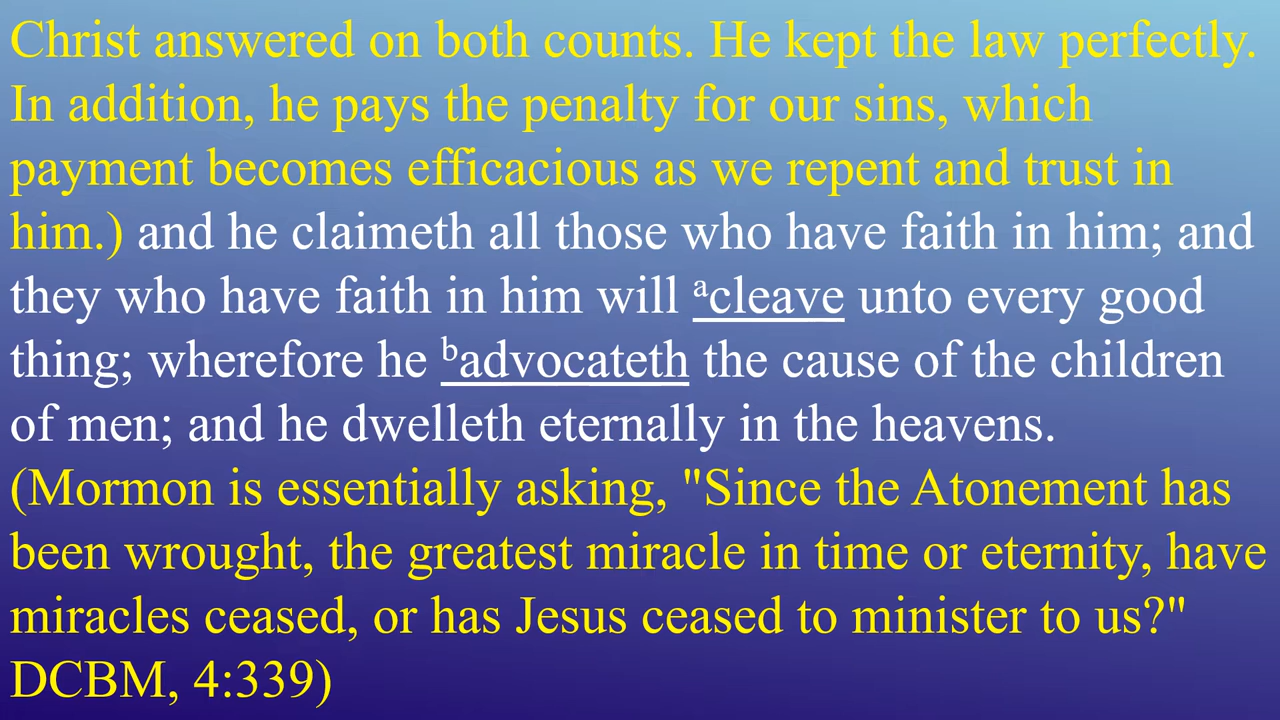 Christ answered on both counts. He kept the law perfectly.
In addition, he pays the penalty for our sins, which
payment becomes efficacious as we repent and trust in
him.) and he claimeth all those who have faith in him; and
they who have faith in him will ᵃcleave unto every good
thing; wherefore he ᵇadvocateth the cause of the children
of men; and he dwelleth eternally in the heavens.
(Mormon is essentially asking, "Since the Atonement has
been wrought, the greatest miracle in time or eternity, have
miracles ceased, or has Jesus ceased to minister to us?"
DCBM, 4:339)